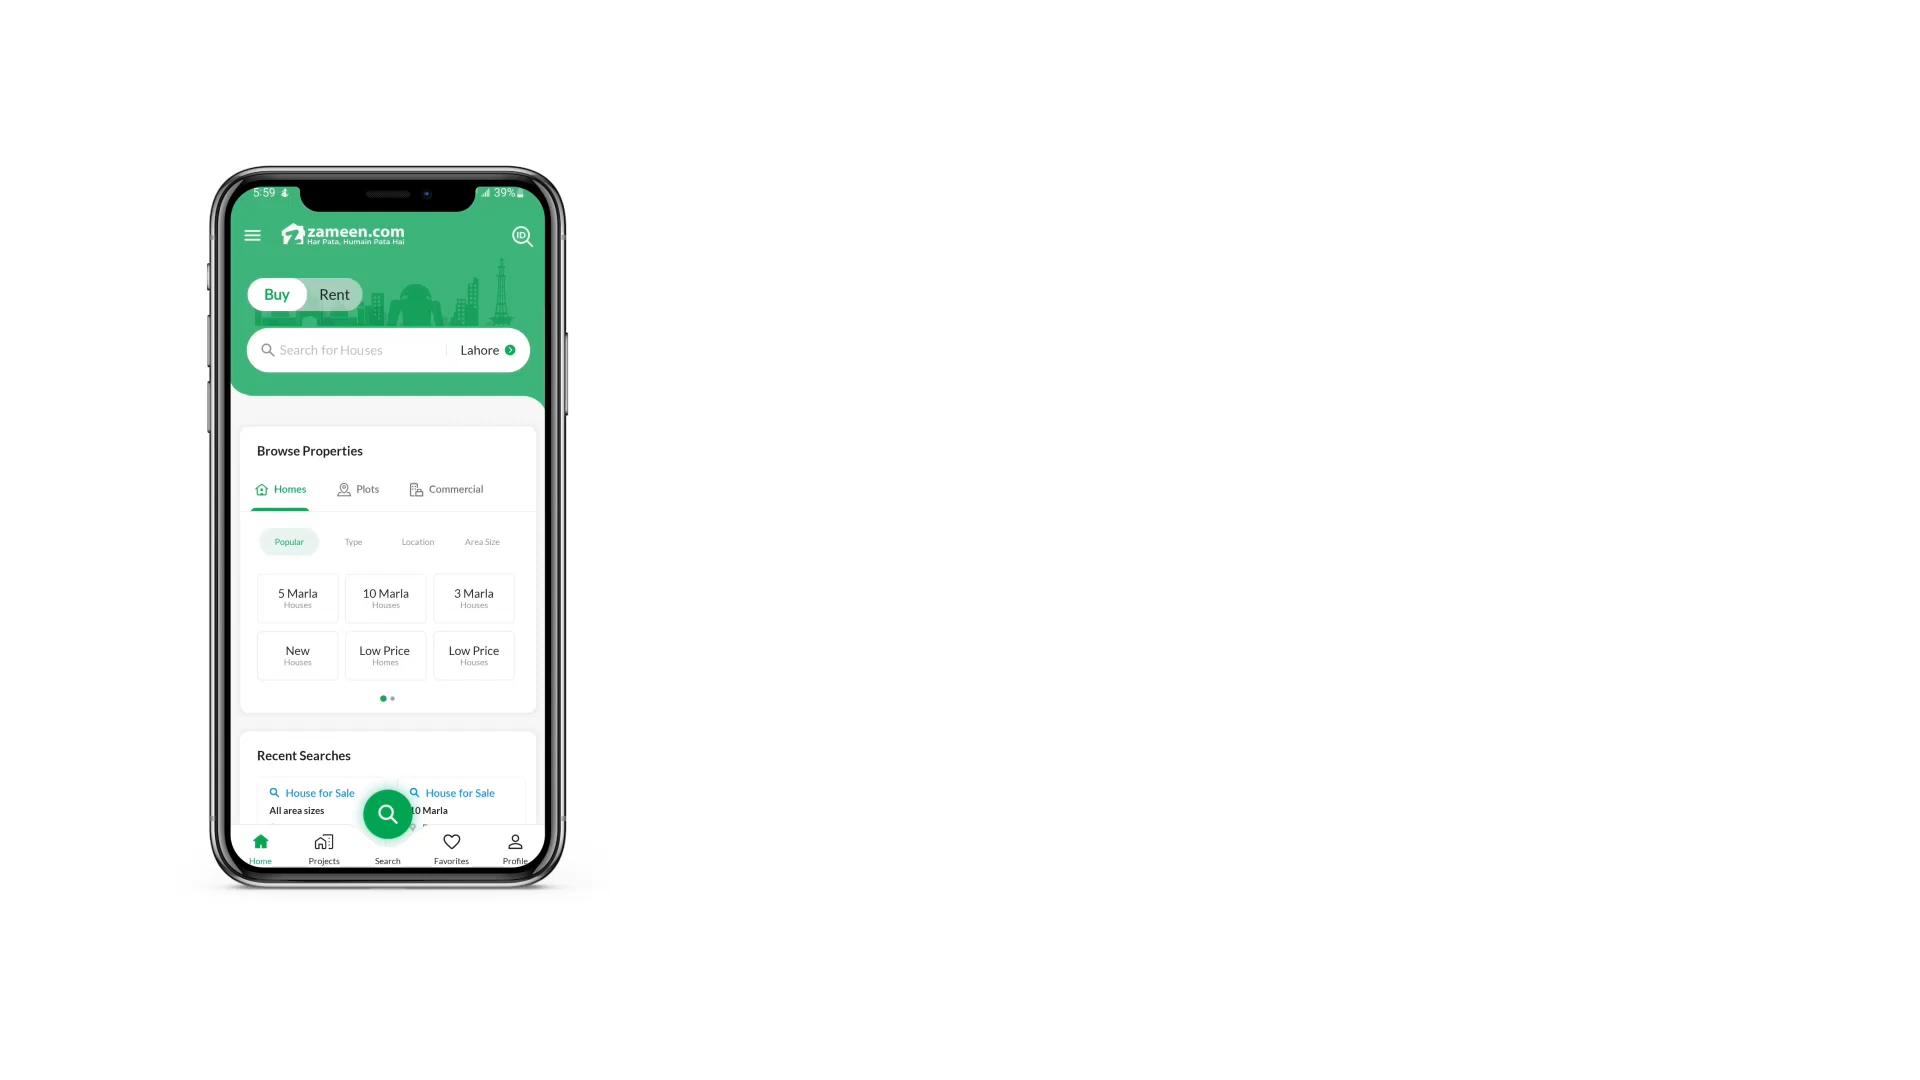 5:59
39%
zameen.com
Har Pata, Humain Pata Hai
ID
Buy Rent
Search for Houses Lahore
Browse Properties
Homes Plots Commercial
Popular Type Location Area Size
5 Marla 10 Marla 3 Marla
Houses Houses Houses
New Low Price Low Price
Houses Homes Houses
Recent Searches
House for Sale House for Sale
All area sizes 10 Marla
Home Projects Search Favorites Profile